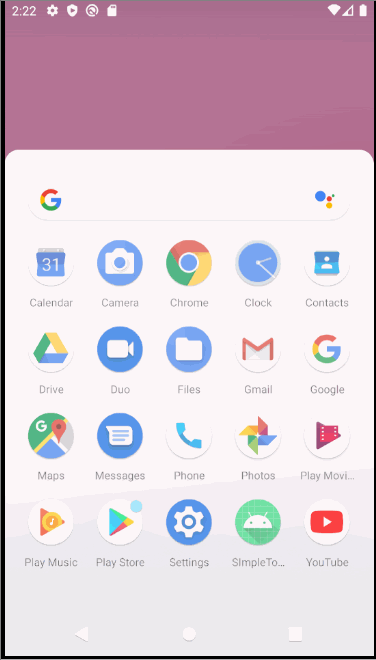 2:22
G
31
Calendar Camera Chrome Clock Contacts
G
Drive Duo Files Gmail Google
G
Maps Messages Phone Photos Play Movi...
Play Music Play Store Settings SimpleTo... YouTube